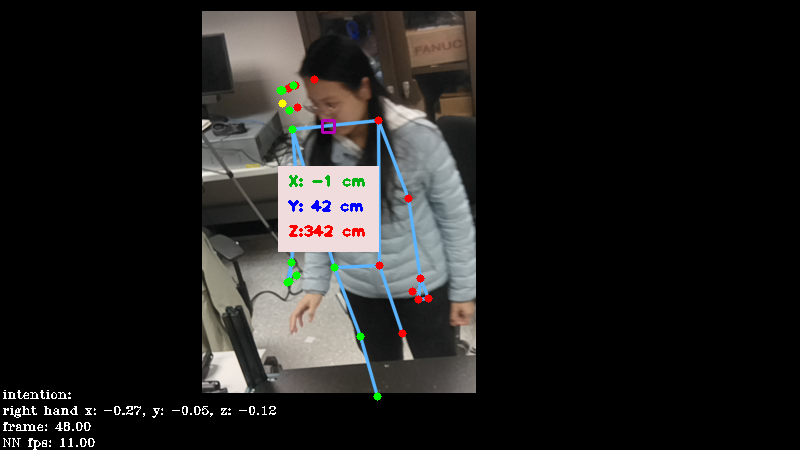 FANUC
X: -1 cm
Y: 42 cm
Z:342 cm
intention:
right hand x: -0.27, y: -0.05, z: -0.12
frame: 48.00
NN fps: 11.00